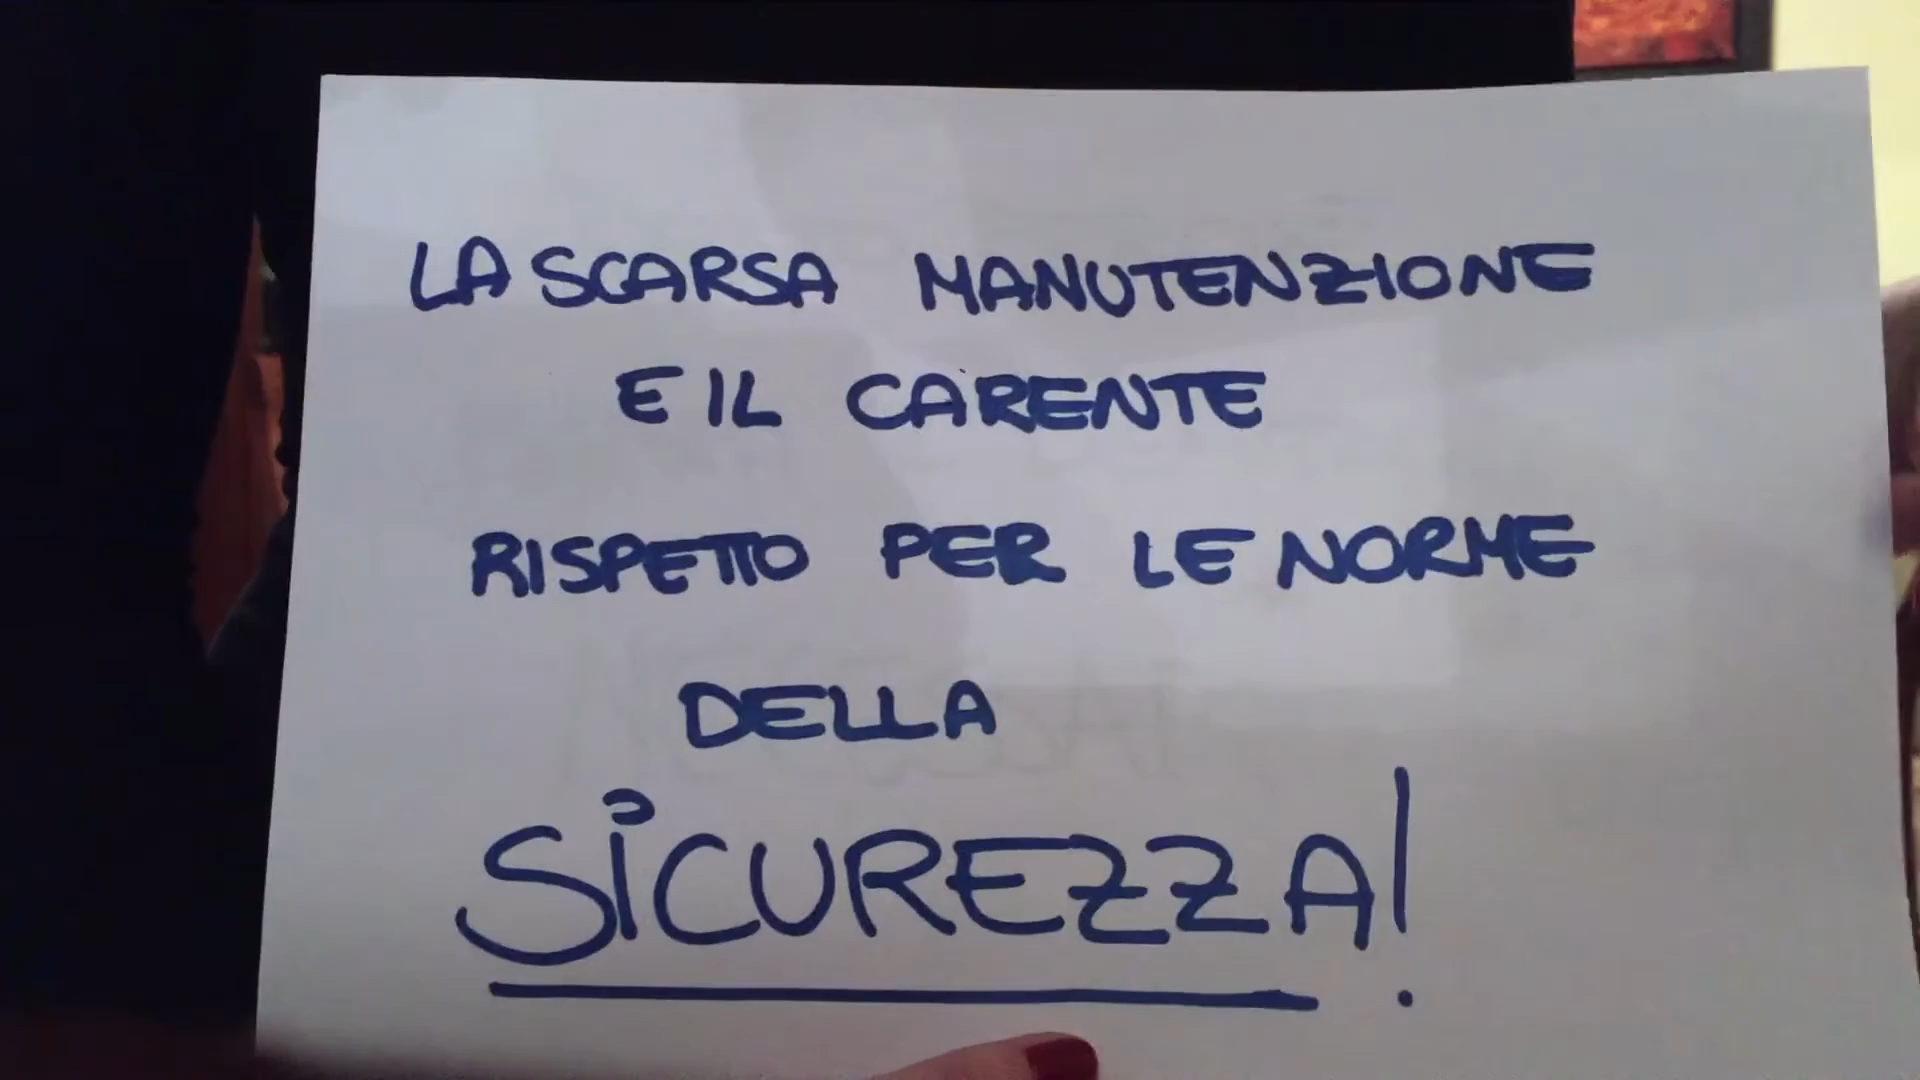 LA SCARSA MANUTENZIONE
E IL CARENTE
RISPETTO PER LE NORME
DELLA
SiCUREZZA!